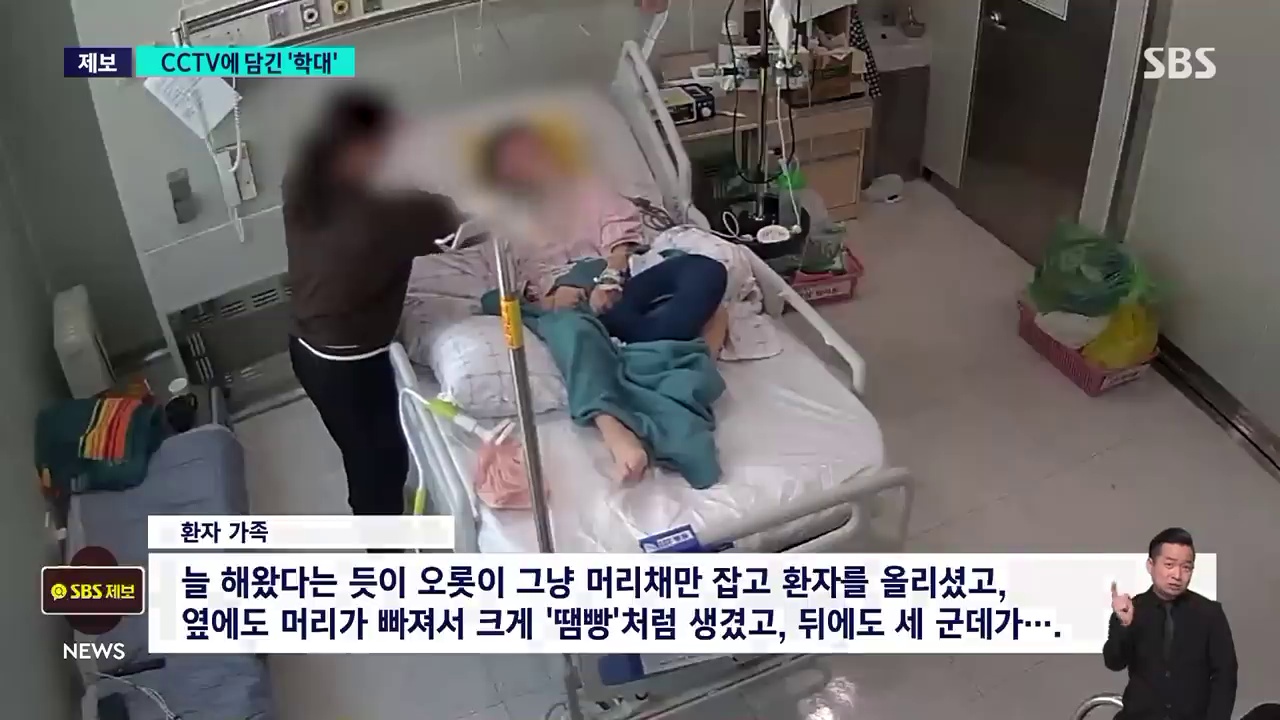 제보 CCTV에 담긴 '학대'
SBS
환자 가족
늘 해왔다는 듯이 오롯이 그냥 머리채만 잡고 환자를 올리셨고,
옆에도 머리가 빠져서 크게 '땜빵'처럼 생겼고, 뒤에도 세 군데가….
SBS 제보
NEWS